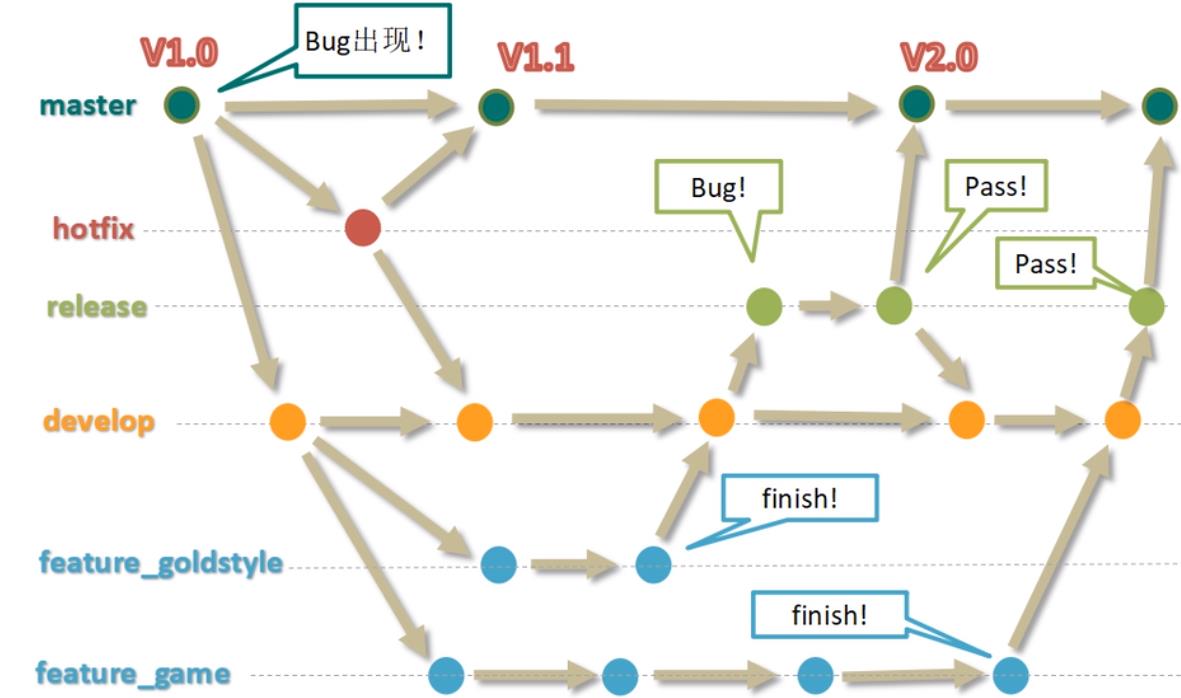 Bug出现！
V1.0
V1.1
V2.0
master
Bug!
Pass!
hotfix
Pass!
release
develop
finish!
feature_goldstyle
finish!
feature_game